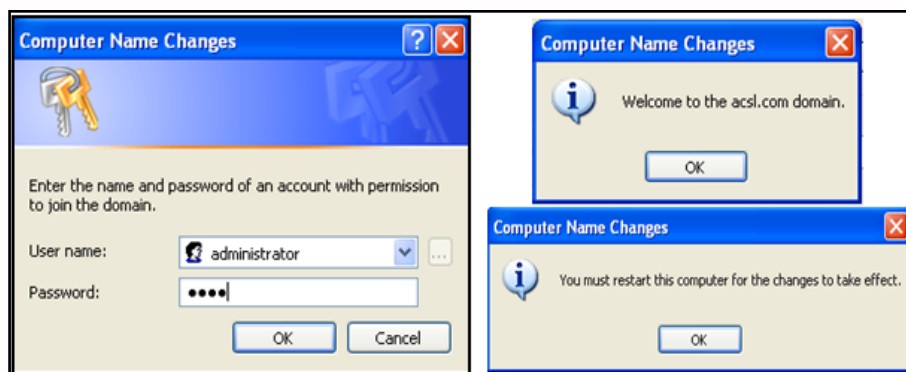 Computer Name Changes
Enter the name and password of an account with permission
to join the domain.
User name:
administrator
...
Password:
••••
OK
Cancel
Computer Name Changes
Welcome to the acsl.com domain.
OK
Computer Name Changes
You must restart this computer for the changes to take effect.
OK